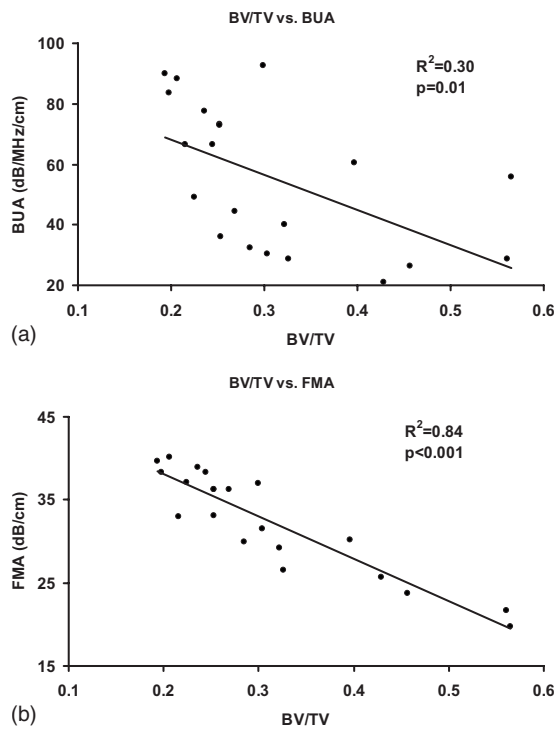 BV/TV vs. BUA
100
80
60
40
20
BUA (dB/MHz/cm)
R²=0.30
p=0.01
0.1 0.2 0.3 0.4 0.5 0.6
(a)
BV/TV
BV/TV vs. FMA
45
35
25
15
FMA (dB/cm)
R²=0.84
p<0.001
0.1 0.2 0.3 0.4 0.5 0.6
(b)
BV/TV